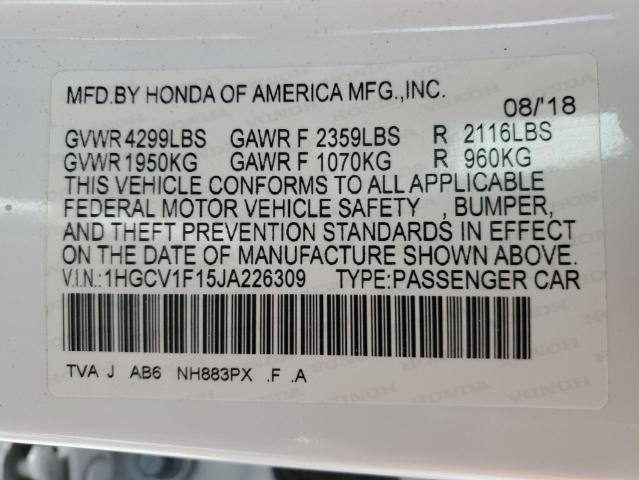 MFD.BY HONDA OF AMERICA MFG.,INC.
08/'18
GVWR 4299LBS GAWR F 2359LBS R 2116LBS
GVWR 1950KG GAWR F 1070KG R 960KG
THIS VEHICLE CONFORMS TO ALL APPLICABLE
FEDERAL MOTOR VEHICLE SAFETY , BUMPER,
AND THEFT PREVENTION STANDARDS IN EFFECT
ON THE DATE OF MANUFACTURE SHOWN ABOVE.
V.I.N.:1HGCV1F15JA226309 TYPE:PASSENGER CAR
TVA J AB6 NH883PX .F .A